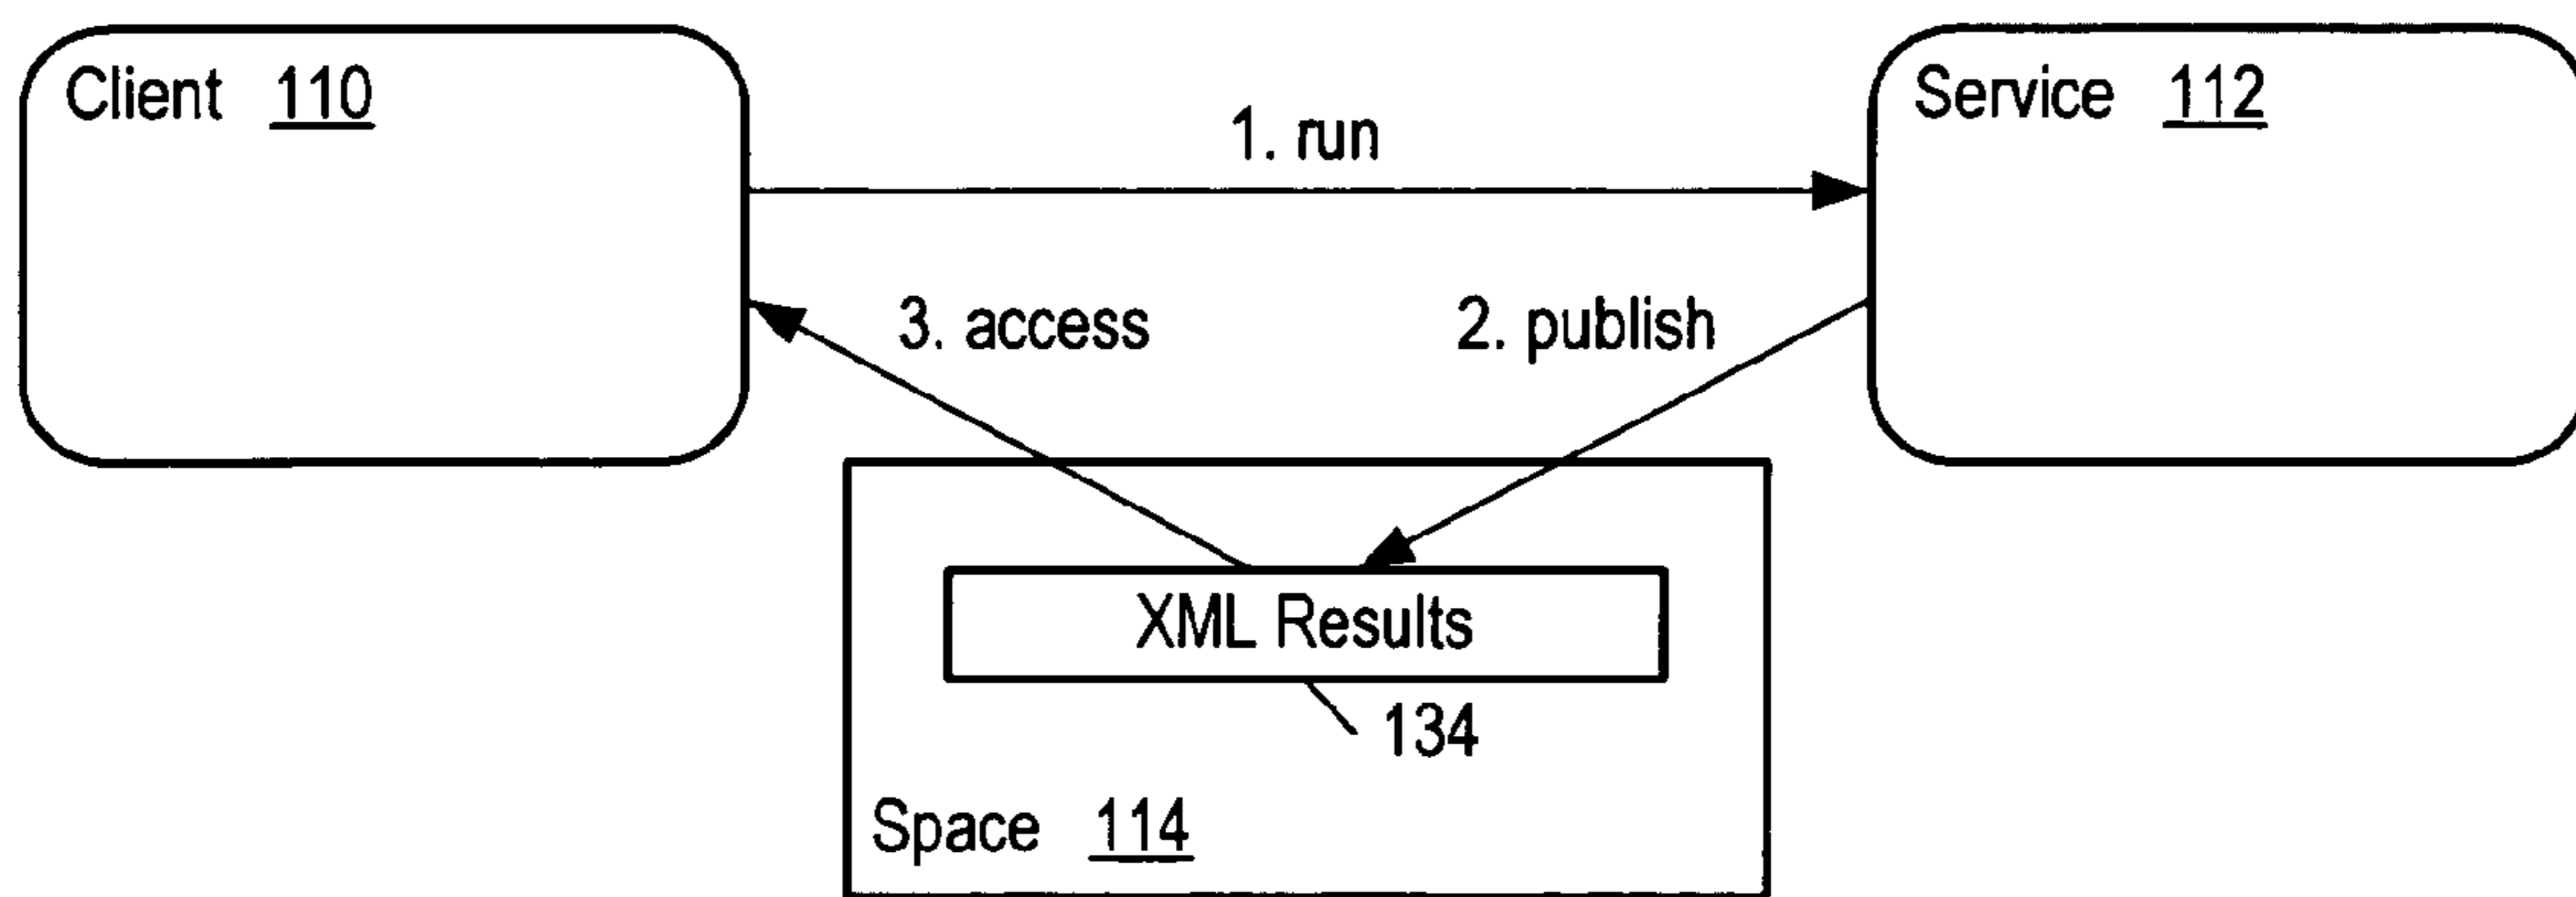 Client 110
Service 112
1. run
3. access
2. publish
XML Results
134
Space 114